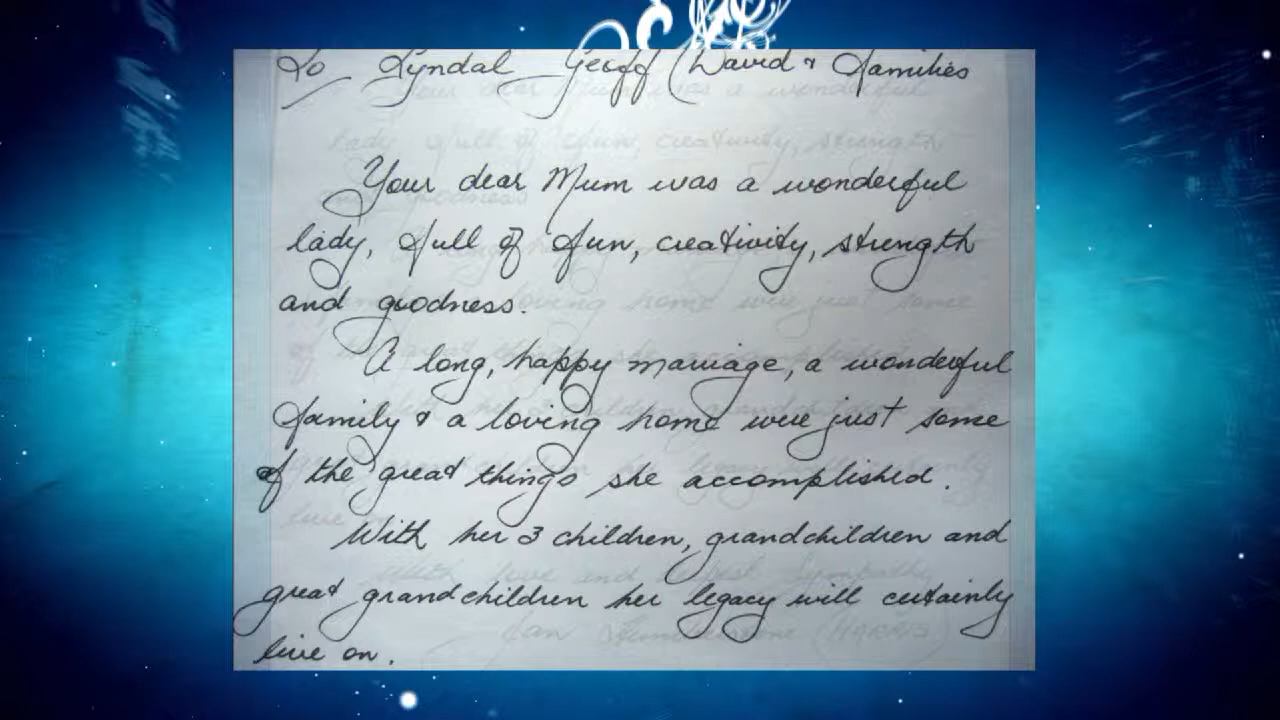 To Lyndal Geoff David & Families
Your dear Mum was a wonderful
lady, full of fun, creativity, strength
and goodness.
A long, happy marriage, a wonderful
family & a loving home were just some
of the great things she accomplished.
With her 3 children, grandchildren and
great grandchildren her legacy will certainly
live on.